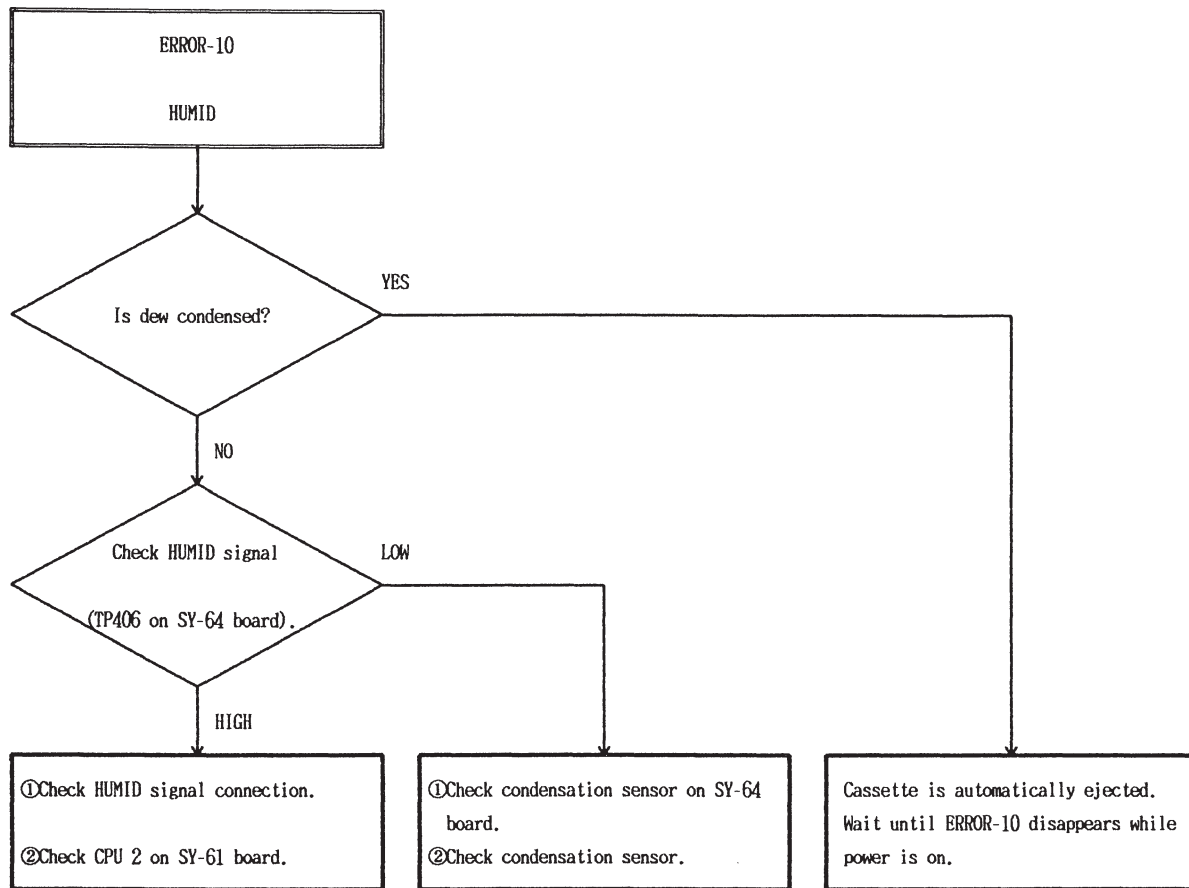 ERROR-10
HUMID
YES
Is dew condensed?
NO
Check HUMID signal
LOW
(TP406 on SY-64 board).
HIGH
①Check HUMID signal connection.
②Check CPU 2 on SY-61 board.
①Check condensation sensor on SY-64
board.
②Check condensation sensor.
Cassette is automatically ejected.
Wait until ERROR-10 disappears while
power is on.